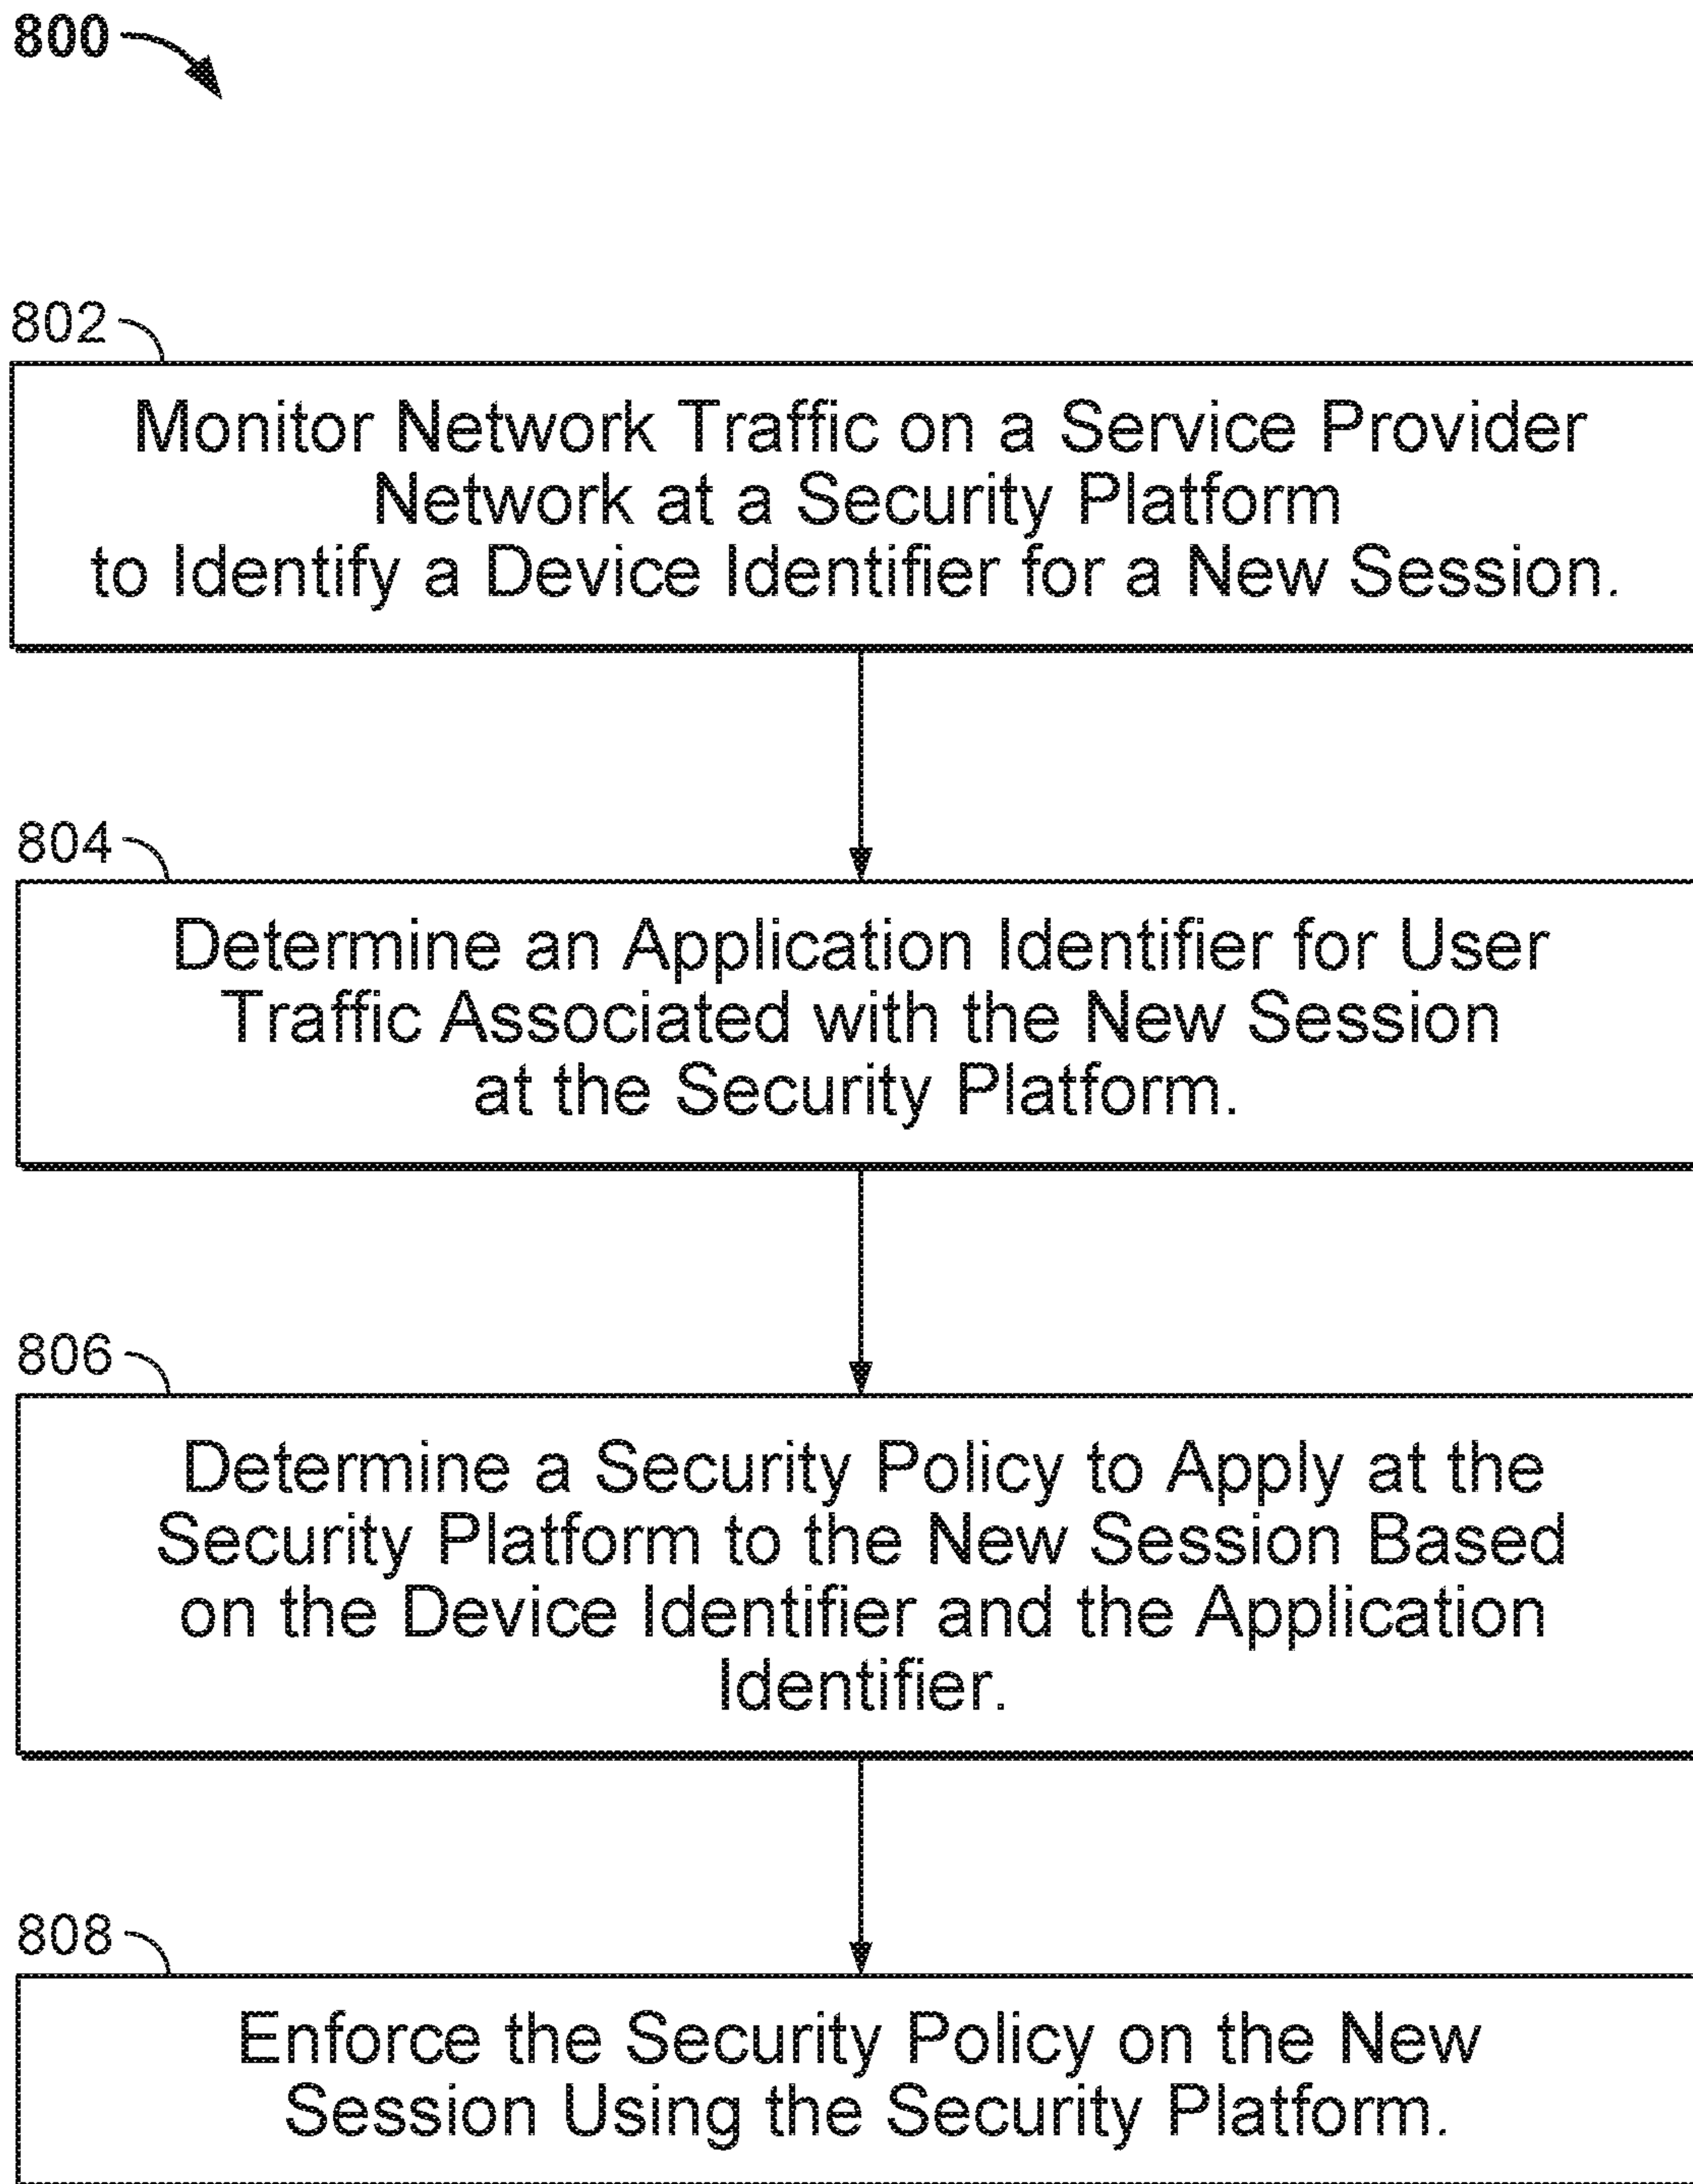 800
802
Monitor Network Traffic on a Service Provider
Network at a Security Platform
to Identify a Device Identifier for a New Session.
804
Determine an Application Identifier for User
Traffic Associated with the New Session
at the Security Platform.
806
Determine a Security Policy to Apply at the
Security Platform to the New Session Based
on the Device Identifier and the Application
Identifier.
808
Enforce the Security Policy on the New
Session Using the Security Platform.